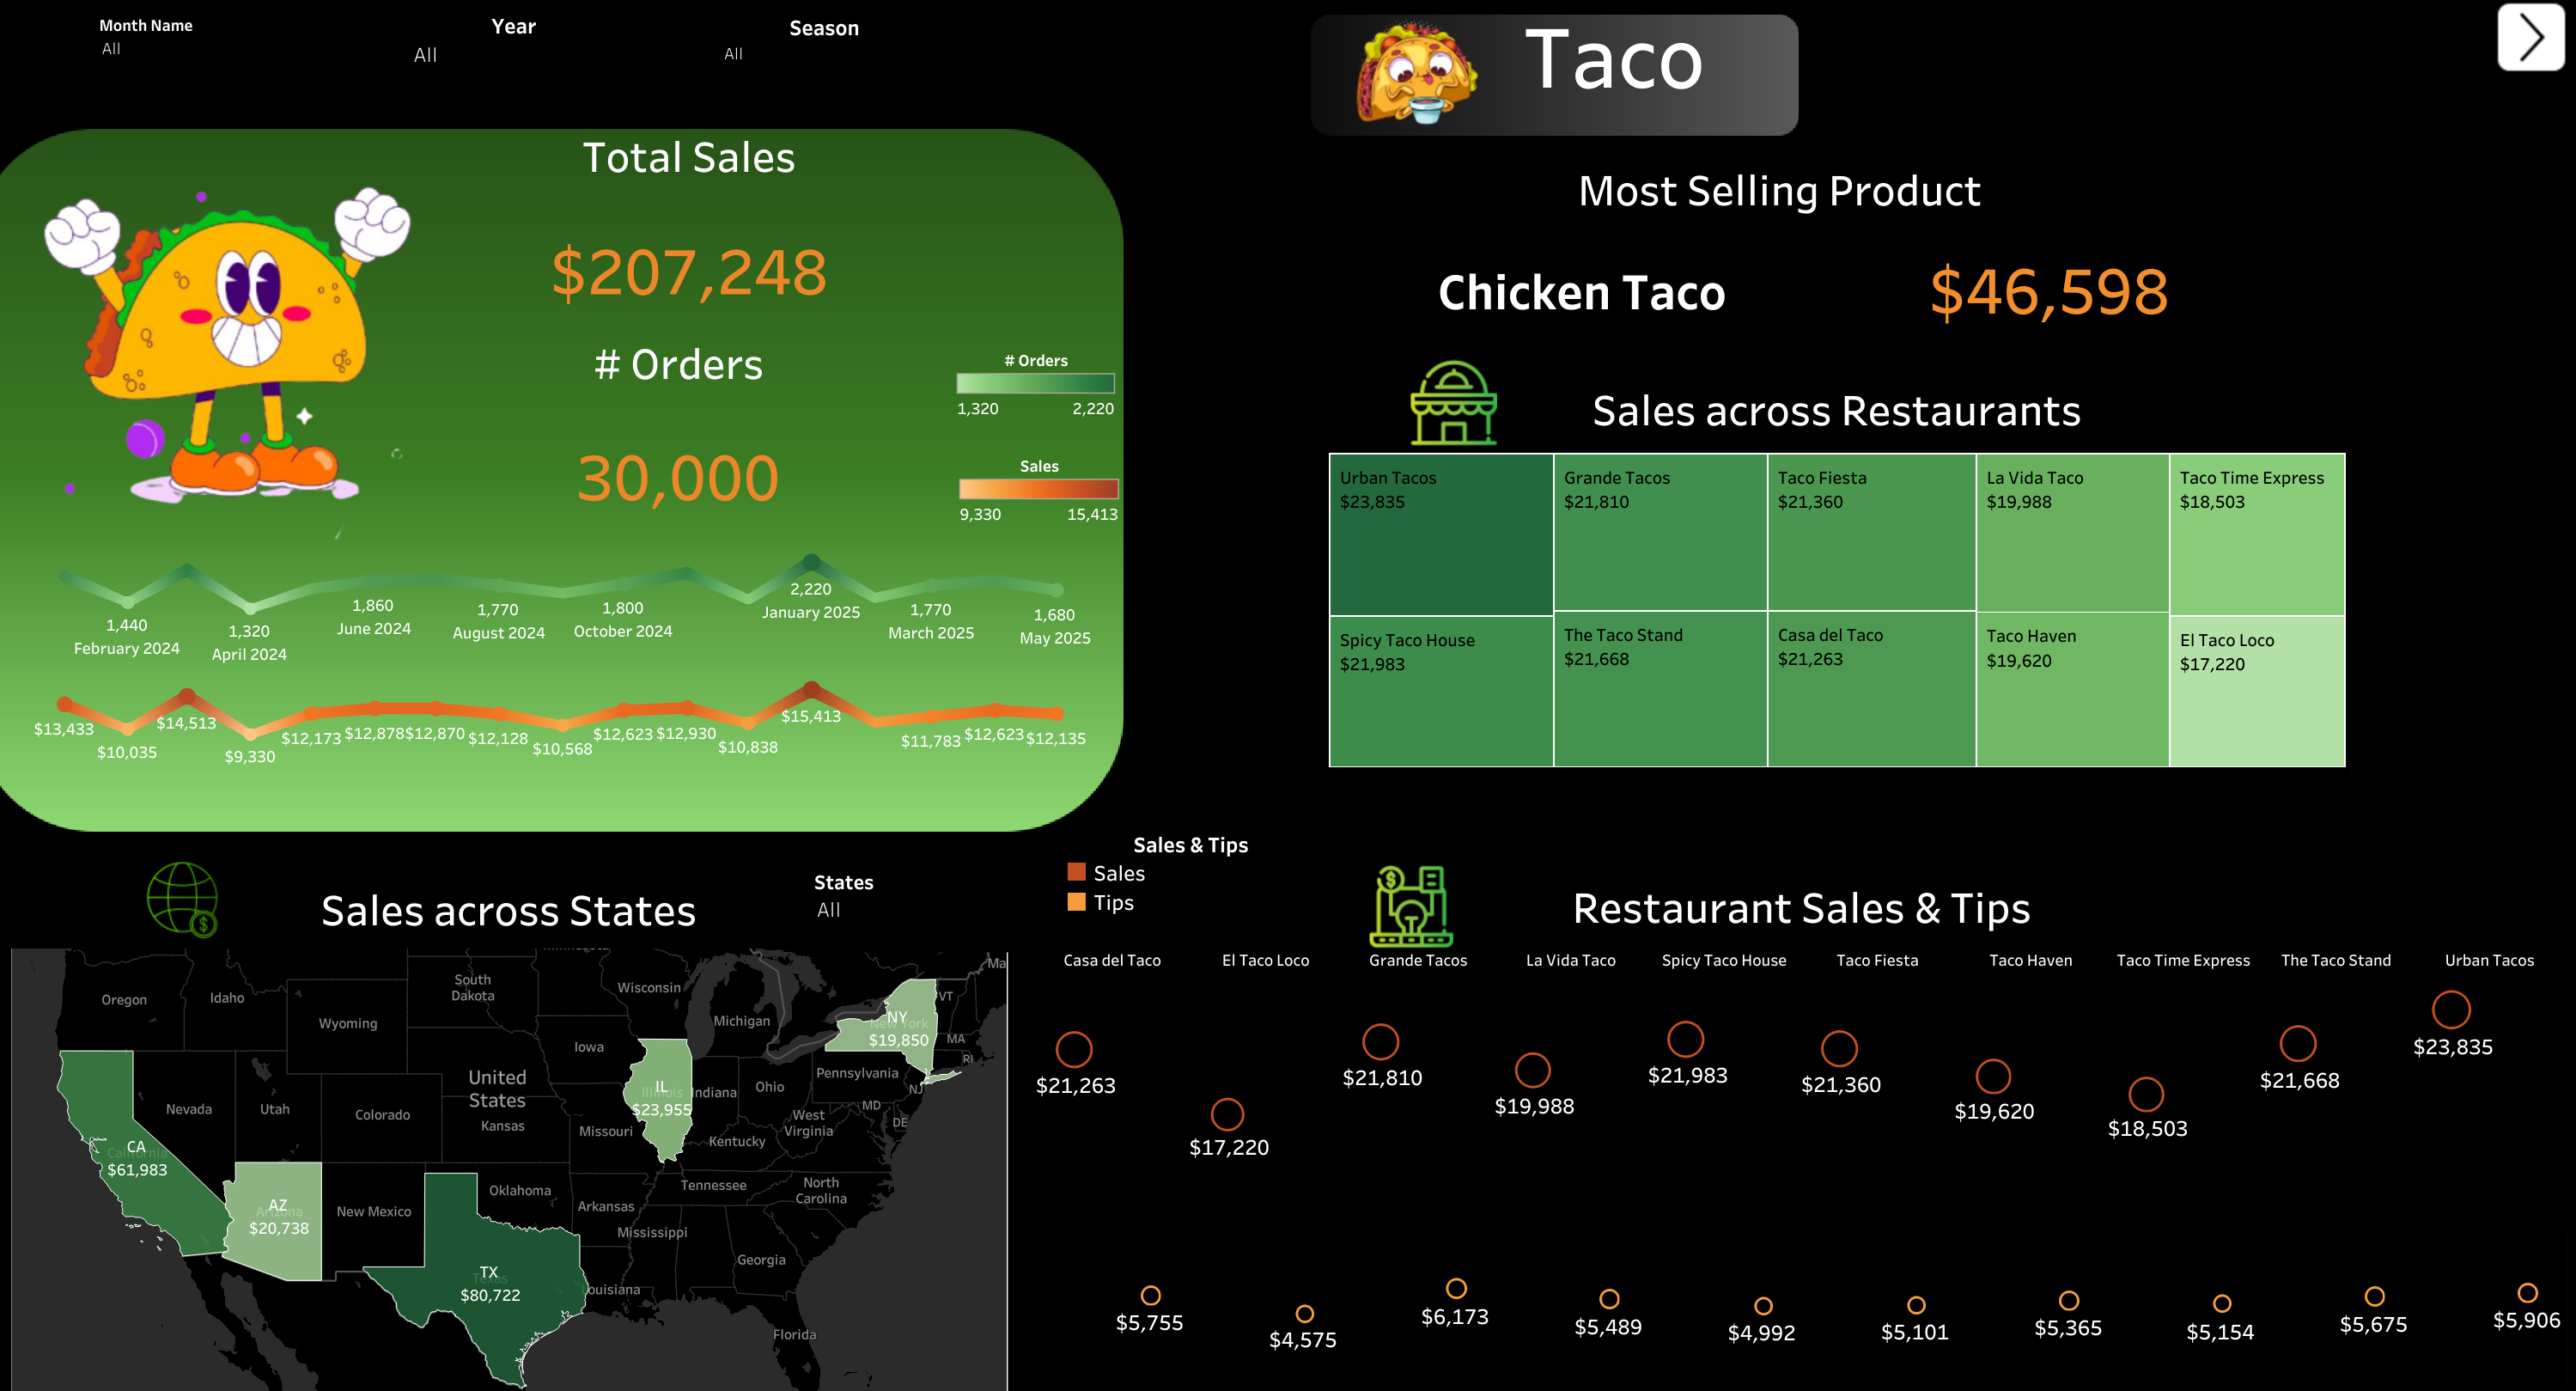 Month Name
All
Year
All
Season
All
Taco
Total Sales
$207,248
# Orders
30,000
# Orders
1,320 2,220
Sales
9,330 15,413
1,440
February 2024
1,320
April 2024
1,860
June 2024
1,770
August 2024
1,800
October 2024
2,220
January 2025
1,770
March 2025
1,680
May 2025
$13,433
$10,035
$14,513
$9,330
$12,173
$12,878
$12,870
$12,128
$10,568
$12,623
$12,930
$10,838
$15,413
$11,783
$12,623
$12,135
Most Selling Product
Chicken Taco $46,598
Sales across Restaurants
Urban Tacos
$23,835
Grande Tacos
$21,810
Taco Fiesta
$21,360
La Vida Taco
$19,988
Taco Time Express
$18,503
Spicy Taco House
$21,983
The Taco Stand
$21,668
Casa del Taco
$21,263
Taco Haven
$19,620
El Taco Loco
$17,220
Sales across States
States
All
Oregon
Idaho
Wyoming
South
Dakota
Wisconsin
Michigan
Iowa
VT
MA
RI
NY
New York
$19,850
Nevada
Utah
Colorado
United
States
Kansas
Missouri
IL
Illinois
$23,955
Indiana
Ohio
Pennsylvania
NJ
MD
DE
West
Virginia
Kentucky
CA
California
$61,983
AZ
Arizona
$20,738
New Mexico
Oklahoma
Arkansas
Tennessee
North
Carolina
Mississippi
Georgia
TX
Texas
$80,722
Louisiana
Florida
Sales & Tips
Sales
Tips
Restaurant Sales & Tips
Casa del Taco El Taco Loco Grande Tacos La Vida Taco Spicy Taco House Taco Fiesta Taco Haven Taco Time Express The Taco Stand Urban Tacos
$21,263
$17,220
$21,810
$19,988
$21,983
$21,360
$19,620
$18,503
$21,668
$23,835
$5,755
$4,575
$6,173
$5,489
$4,992
$5,101
$5,365
$5,154
$5,675
$5,906